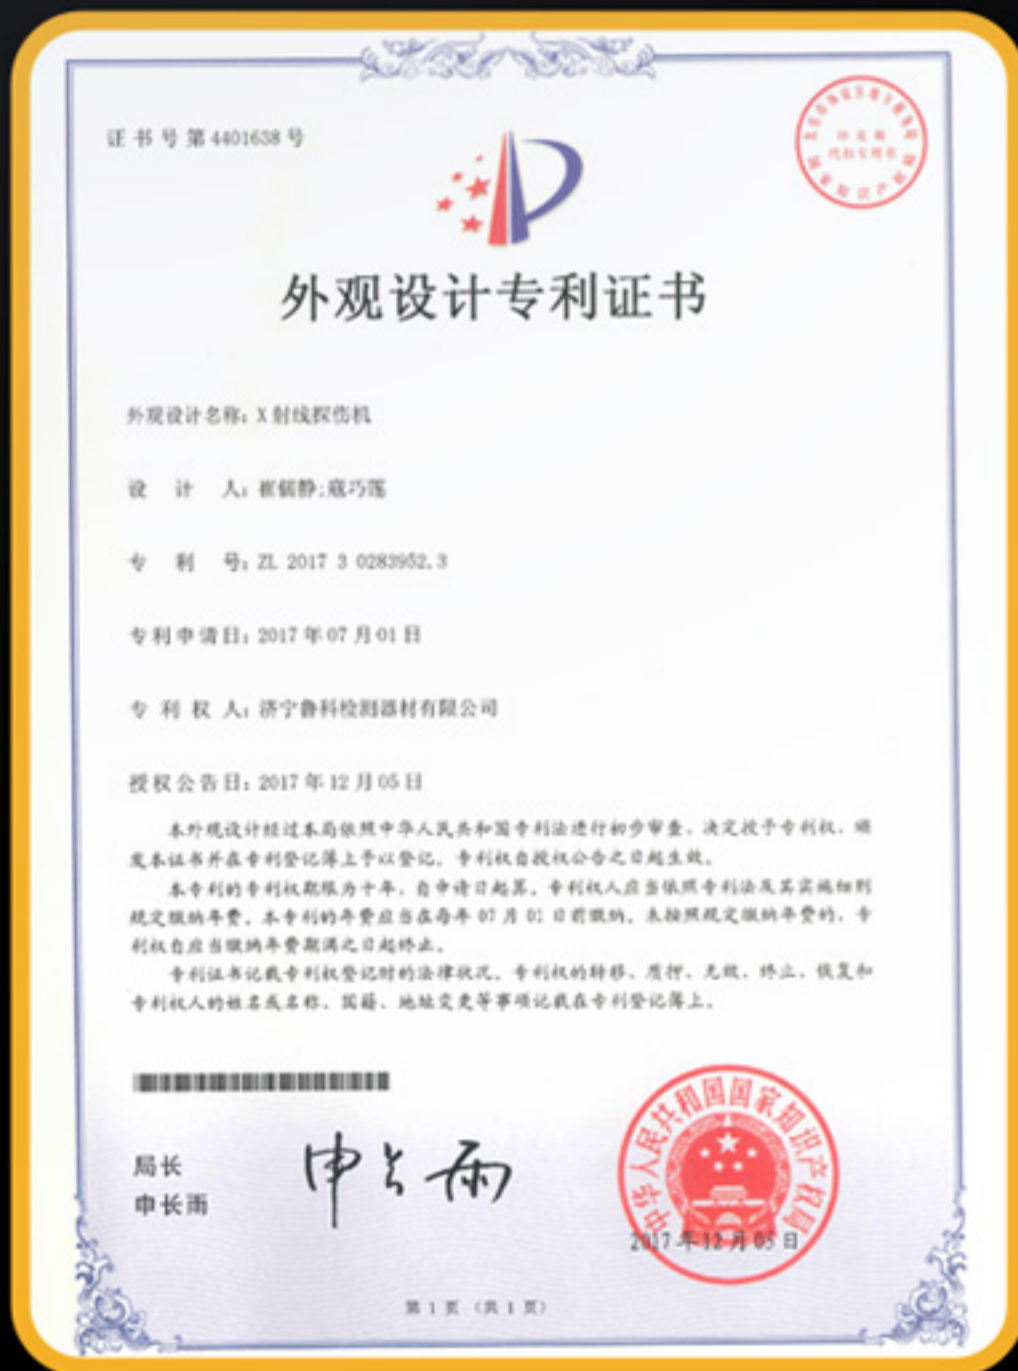 证书号第4401638号
外观设计专利证书
外观设计名称：X射线探伤机
设 计 人：崔 静;寇巧莲
专 利 号：ZL 2017 3 0283952.3
专利申请日：2017年07月01日
专 利 权 人：济宁鲁科检测器材有限公司
授权公告日：2017年12月05日
本外观设计经过本局依照中华人民共和国专利法进行初步审查，决定授予专利权，颁
发本证书并在专利登记簿上予以登记。专利权自授权公告之日起生效。
本专利的专利权期限为十年，自申请日起算。专利权人应当依照专利法及其实施细则
规定缴纳年费。本专利的年费应当在每年07月01日前缴纳。未按照规定缴纳年费的，专
利权自应当缴纳年费期满之日起终止。
专利证书记载专利权登记时的法律状况。专利权的转移、质押、无效、终止、恢复和
专利权人的姓名或名称、国籍、地址变更等事项记载在专利登记簿上。
局长
申长雨
申长雨
中华人民共和国国家知识产权局
2017年12月05日
第 1 页 （共 1 页）